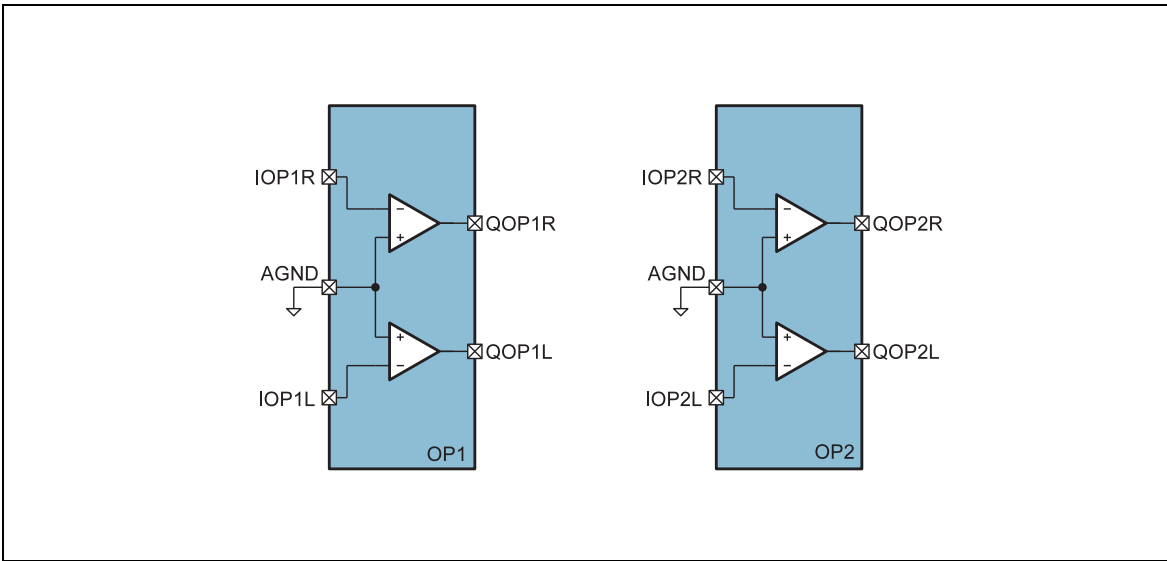 IOP1R
−
QOP1R
+
AGND
+
QOP1L
−
IOP1L
OP1
IOP2R
−
QOP2R
+
AGND
+
QOP2L
−
IOP2L
OP2